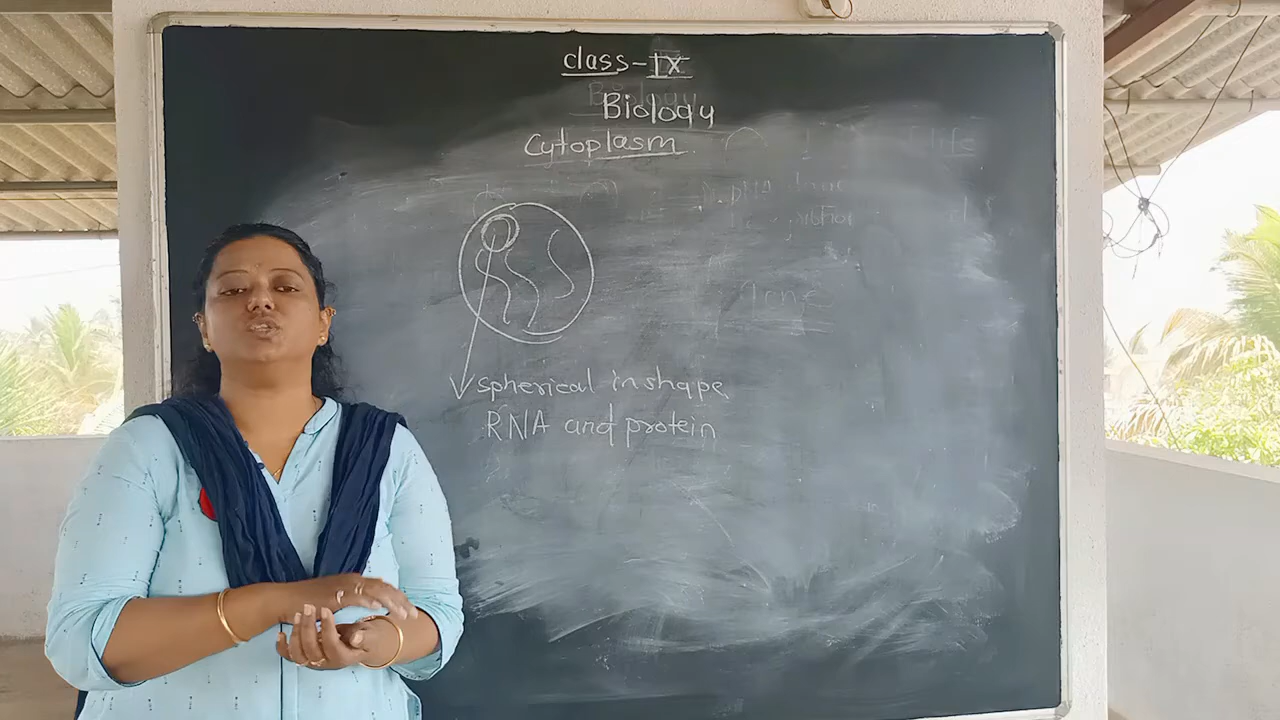 class-IX
Biology
Cytoplasm
spherical in shape
RNA and protein